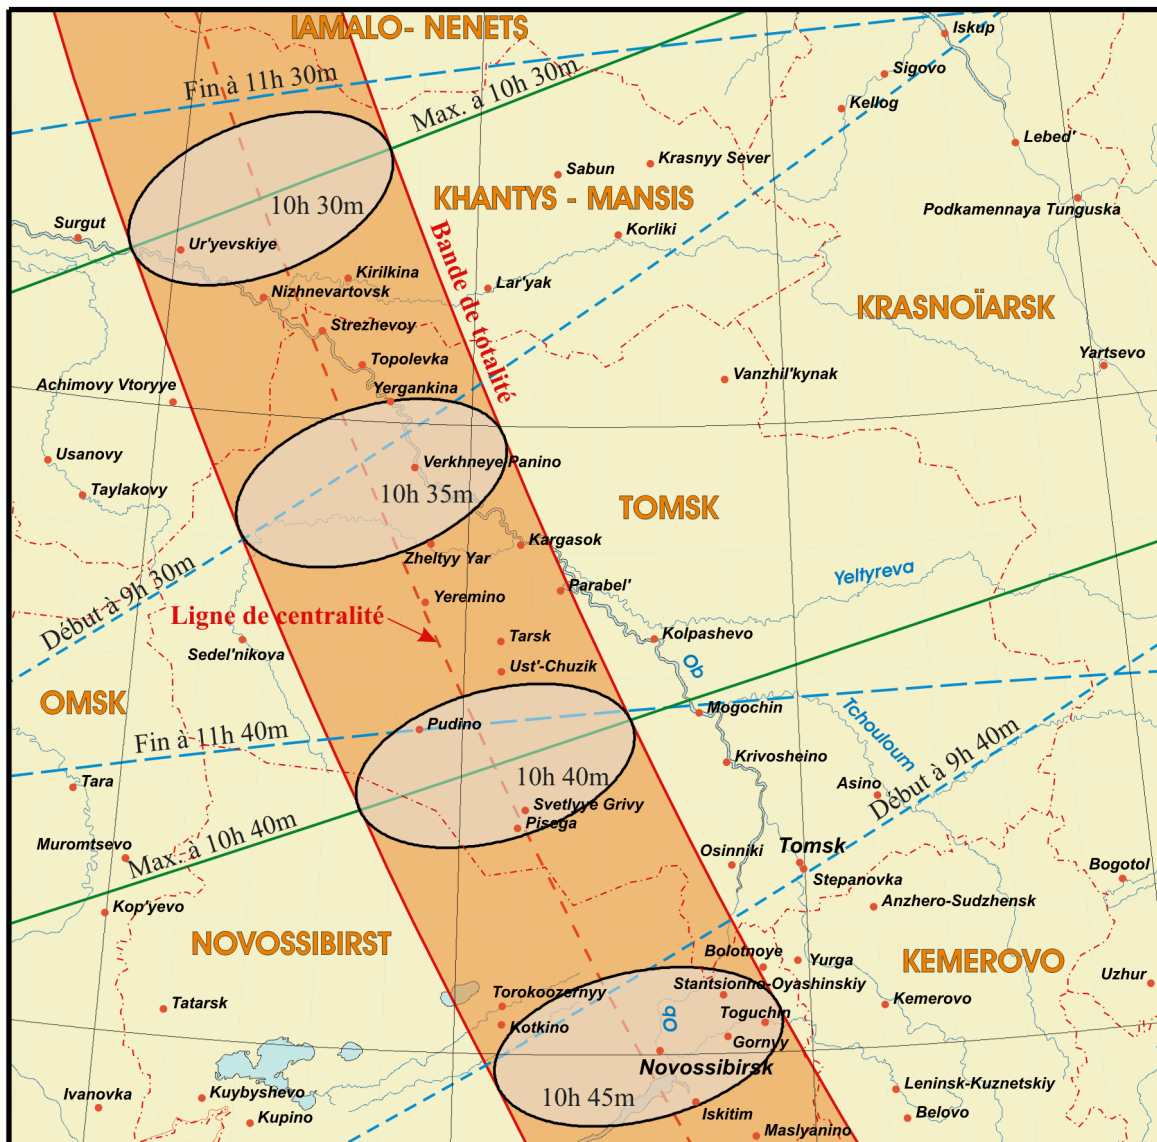 IAMALO- NENETS
Iskup
Fin à 11h 30m
Max. à 10h 30m
Sigovo
Kellog
Lebed'
Krasnyy Sever
Sabun
KHANTYS - MANSIS
10h 30m
Podkamennaya Tunguska
Surgut
Ur'yevskiye
Korliki
Bande de totalité
Kirilkina
Lar'yak
Nizhnevartovsk
KRASNOÏARSK
Strezhevoy
Topolevka
Yartsevo
Vanzhil'kynak
Achimovy Vtoryye
Yergankina
Usanovy
Verkhneye Panino
Taylakovy
10h 35m
TOMSK
Kargasok
Zheltyy Yar
Yeltyreva
Début à 9h 30m
Parabel'
Yeremino
Ligne de centralité
Tarsk
Kolpashevo
Sedel'nikova
Ust'-Chuzik
Ob
OMSK
Mogochin
Pudino
Fin à 11h 40m
Tchouloum
Début à 9h 40m
Krivosheino
10h 40m
Tara
Asino
Svetlyye Grivy
Pisega
Max. à 10h 40m
Muromtsevo
Tomsk
Osinniki
Stepanovka
Bogotol
Kop'yevo
Anzhero-Sudzhensk
NOVOSSIBIRST
Bolotnoye
Yurga
KEMEROVO
Uzhur
Stantsionno-Oyashinskiy
Torokoozernyy
Tatarsk
Kemerovo
Ob
Toguchin
Kotkino
Gornyy
Novossibirsk
Leninsk-Kuznetskiy
Ivanovka
Kuybyshevo
10h 45m
Iskitim
Belovo
Kupino
Maslyanino